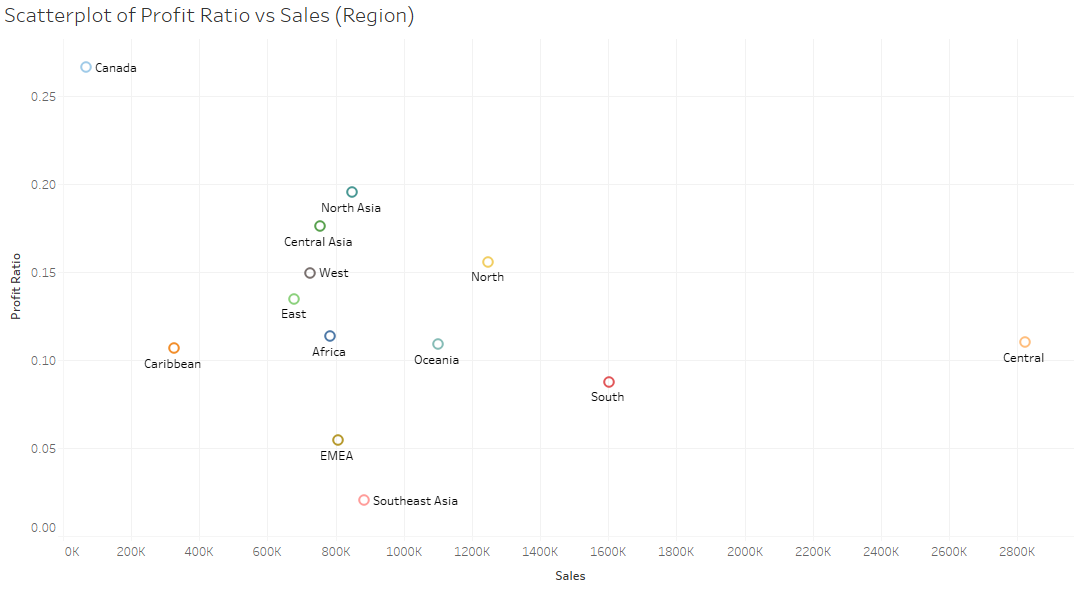 Scatterplot of Profit Ratio vs Sales (Region)
Canada
0.25
0.20
North Asia
Central Asia
0.15
West
North
East
Profit Ratio
Africa
Oceania
Central
0.10
Caribbean
South
0.05
EMEA
Southeast Asia
0.00
0K 200K 400K 600K 800K 1000K 1200K 1400K 1600K 1800K 2000K 2200K 2400K 2600K 2800K
Sales